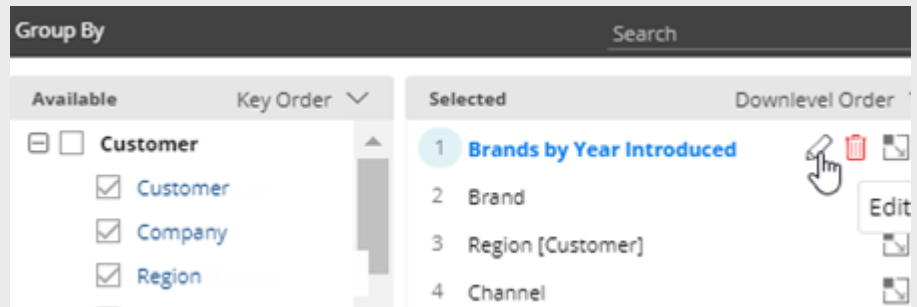 Group By
Search
Available
Key Order
Selected
Downlevel Order
Customer
Customer
Company
Region
1 Brands by Year Introduced
2 Brand
Edit
3 Region [Customer]
4 Channel